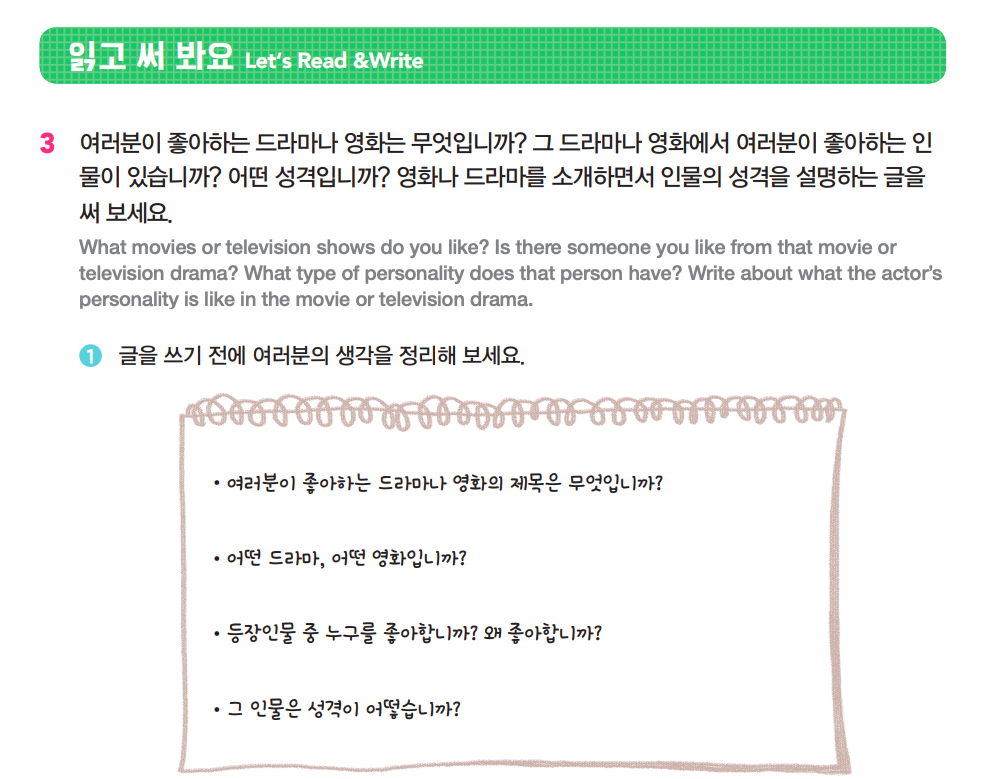 읽고 써 봐요 Let's Read &Write
3 여러분이 좋아하는 드라마나 영화는 무엇입니까? 그 드라마나 영화에서 여러분이 좋아하는 인
물이 있습니까? 어떤 성격입니까? 영화나 드라마를 소개하면서 인물의 성격을 설명하는 글을
써 보세요.
What movies or television shows do you like? Is there someone you like from that movie or
television drama? What type of personality does that person have? Write about what the actor's
personality is like in the movie or television drama.
1 글을 쓰기 전에 여러분의 생각을 정리해 보세요.
• 여러분이 좋아하는 드라마나 영화의 제목은 무엇입니까?
• 어떤 드라마, 어떤 영화입니까?
• 등장인물 중 누구를 좋아합니까? 왜 좋아합니까?
• 그 인물은 성격이 어떻습니까?